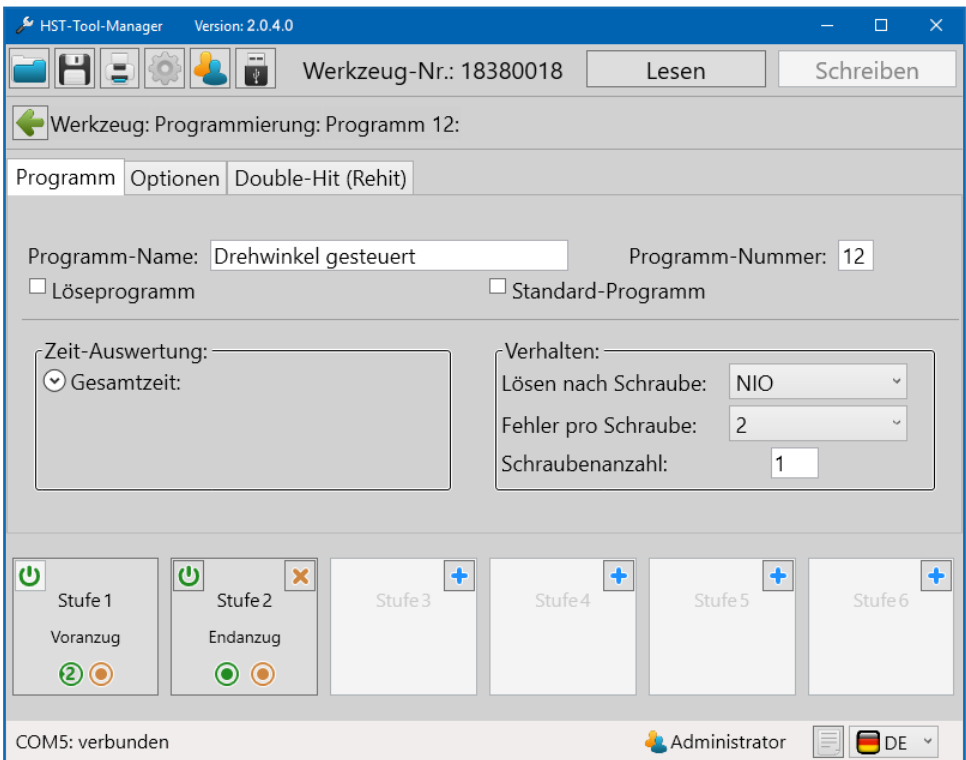 HST-Tool-Manager Version: 2.0.4.0
Werkzeug-Nr.: 18380018 Lesen Schreiben
Werkzeug: Programmierung: Programm 12:
Programm Optionen Double-Hit (Rehit)
Programm-Name: Drehwinkel gesteuert Programm-Nummer: 12
Löseprogramm Standard-Programm
Zeit-Auswertung: Verhalten:
Gesamtzeit: Lösen nach Schraube: NIO
Fehler pro Schraube: 2
Schraubenanzahl: 1
Stufe 1 Stufe 2 Stufe 3 Stufe 4 Stufe 5 Stufe 6
Voranzug Endanzug
2
COM5: verbunden Administrator DE